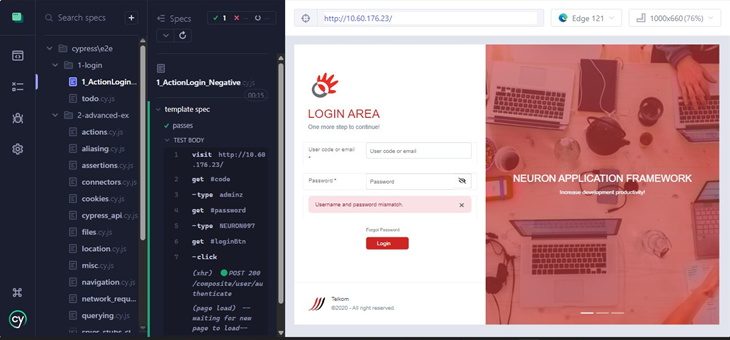 Search specs
+
cypress\e2e
1-login
1_ActionLogin...
todo.cy.js
2-advanced-ex
actions.cy.js
aliasing.cy.js
assertions.cy.js
connectors.cy.js
cookies.cy.js
cypress_api.cy.js
files.cy.js
location.cy.js
misc.cy.js
navigation.cy.js
network_requ...
querying.cy.js
cy
Specs
1
--
1_ActionLogin_Negative.cy.js
00:15
template spec
passes
TEST BODY
1 visit http://10.60
.176.23/
2 get #code
3 -type adminz
4 get #password
5 -type NEURON097
6 get #loginBtn
7 -click
(xhr) POST 200
/composite/user/au
thenticate
(page load) --
waiting for new
page to load--
http://10.60.176.23/
Edge 121
1000x660 (76%)
LOGIN AREA
One more step to continue!
User code or email
*
User code or email
Password *
Password
Username and password mismatch.
×
Forgot Password
Login
Telkom
©2020 - All right reserved.
NEURON APPLICATION FRAMEWORK
Increase development productivity!